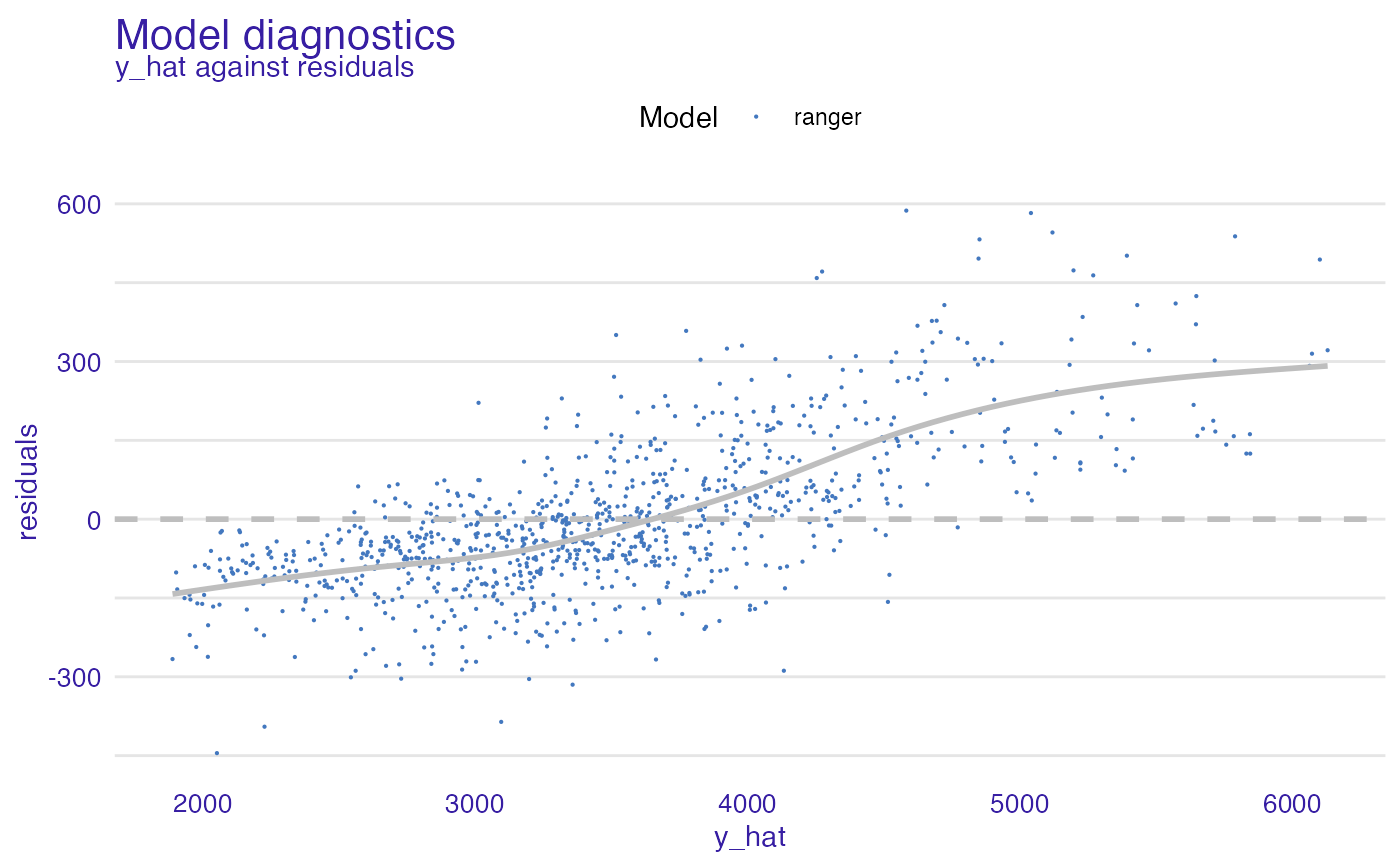 Model diagnostics
y_hat against residuals
Model ranger
600
300
0
-300
residuals
2000 3000 4000 5000 6000
y_hat